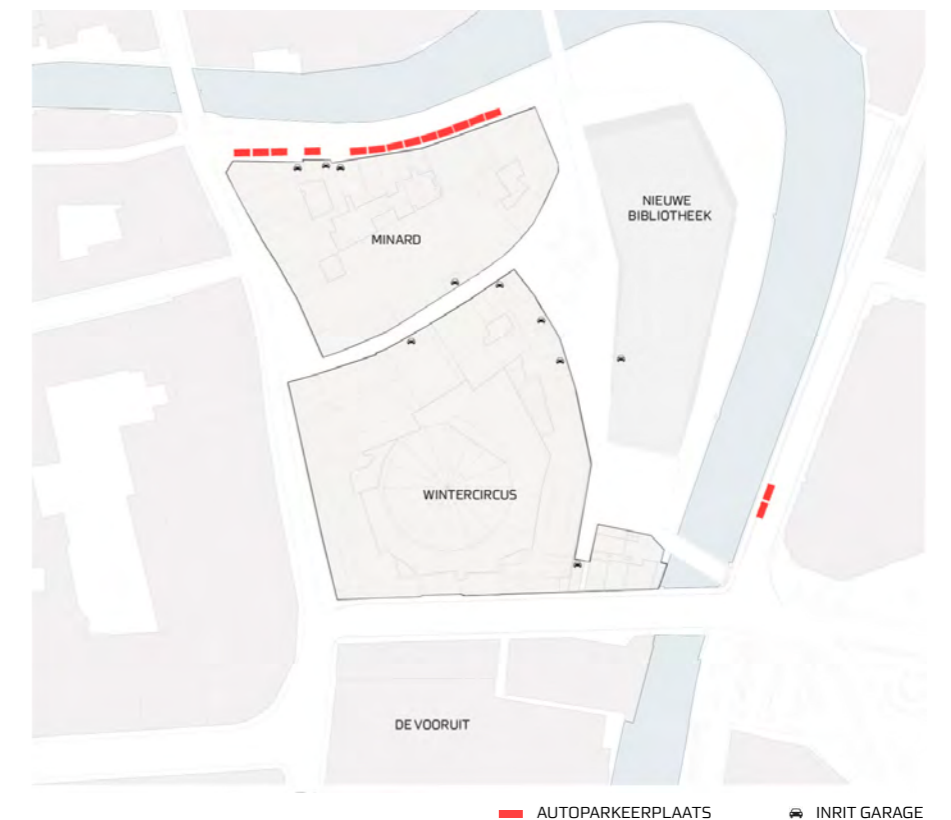 NIEUWE
BIBLIOTHEEK
MINARD
WINTERCIRCUS
DE VOORUIT
AUTOPARKEERPLAATS
INRIT GARAGE